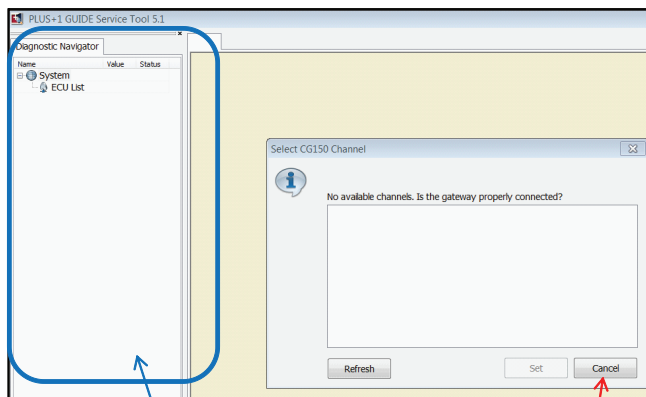 PLUS+1 GUIDE Service Tool 5.1
Diagnostic Navigator
Name Value Status
System
ECU List
Select CG150 Channel
No available channels. Is the gateway properly connected?
Refresh Set Cancel